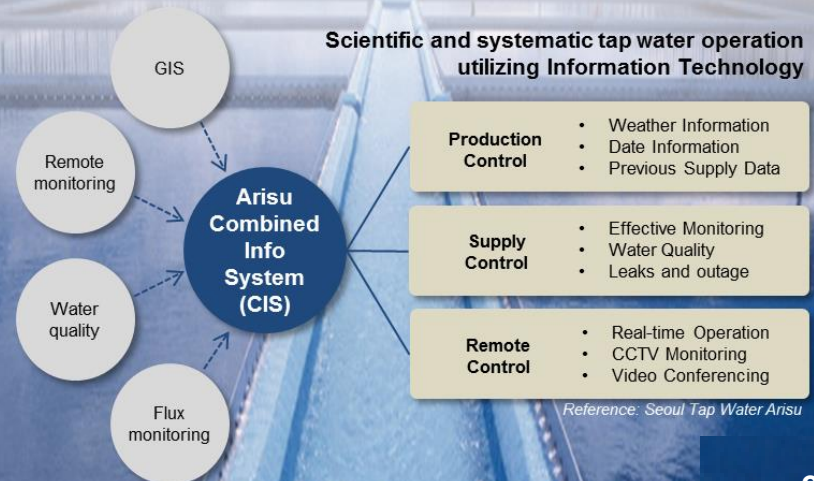 Scientific and systematic tap water operation
utilizing Information Technology
GIS
Remote
monitoring
Water
quality
Flux
monitoring
Arisu
Combined
Info
System
(CIS)
Production
Control
• Weather Information
• Date Information
• Previous Supply Data
Supply
Control
• Effective Monitoring
• Water Quality
• Leaks and outage
Remote
Control
• Real-time Operation
• CCTV Monitoring
• Video Conferencing
Reference: Seoul Tap Water Arisu